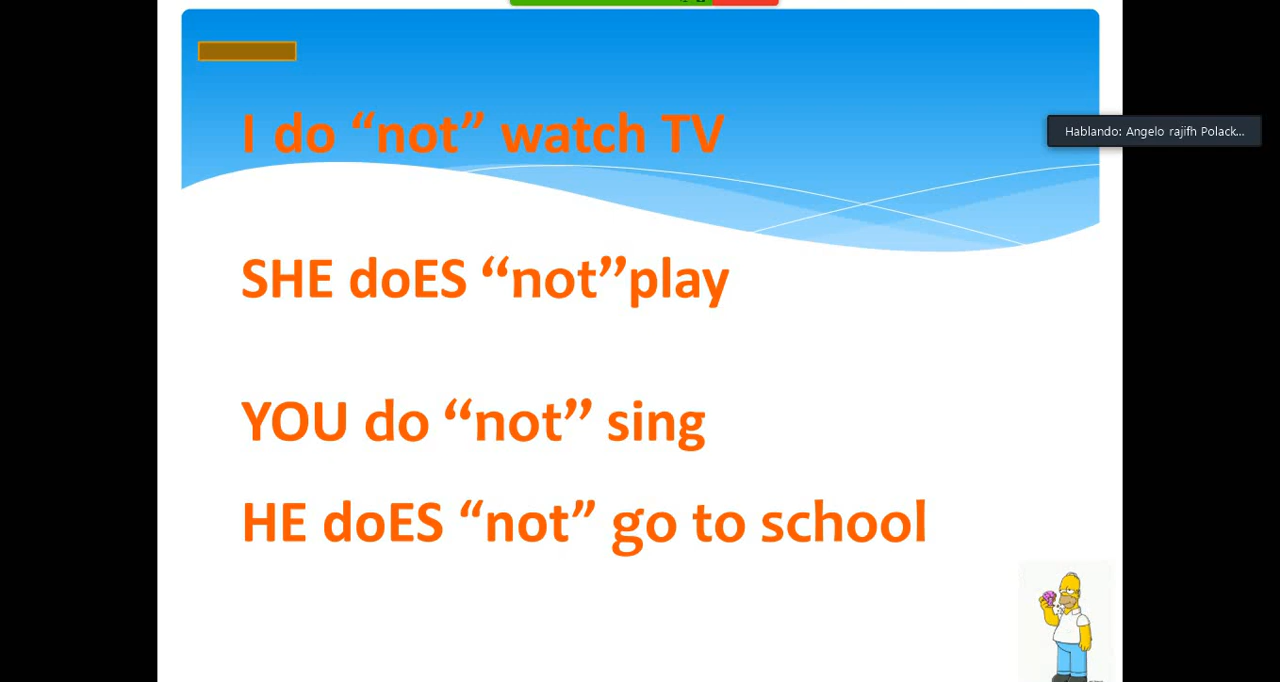 I do “not” watch TV
Hablando: Angelo rajifh Polack...
SHE doES “not”play
YOU do “not” sing
HE doES “not” go to school